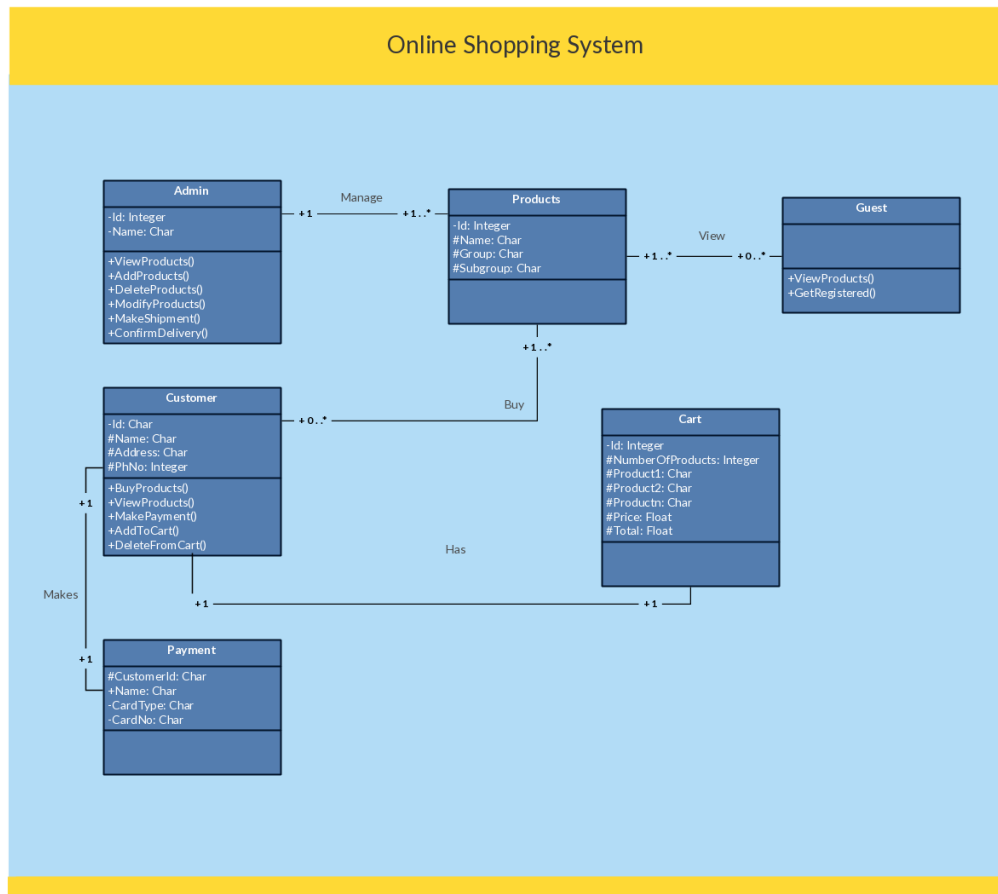 Online Shopping System
Admin
-Id: Integer
-Name: Char
+ViewProducts()
+AddProducts()
+DeleteProducts()
+ModifyProducts()
+MakeShipment()
+ConfirmDelivery()
+1
Manage
+1..*
Products
-Id: Integer
#Name: Char
#Group: Char
#Subgroup: Char
+1..*
View
+0..*
Guest
+ViewProducts()
+GetRegistered()
+1..*
Buy
+0..*
Customer
-Id: Char
#Name: Char
#Address: Char
#PhNo: Integer
+BuyProducts()
+ViewProducts()
+MakePayment()
+AddToCart()
+DeleteFromCart()
Cart
-Id: Integer
#NumberOfProducts: Integer
#Product1: Char
#Product2: Char
#Productn: Char
#Price: Float
#Total: Float
Has
+1
+1
+1
Makes
+1
Payment
#CustomerId: Char
+Name: Char
-CardType: Char
-CardNo: Char